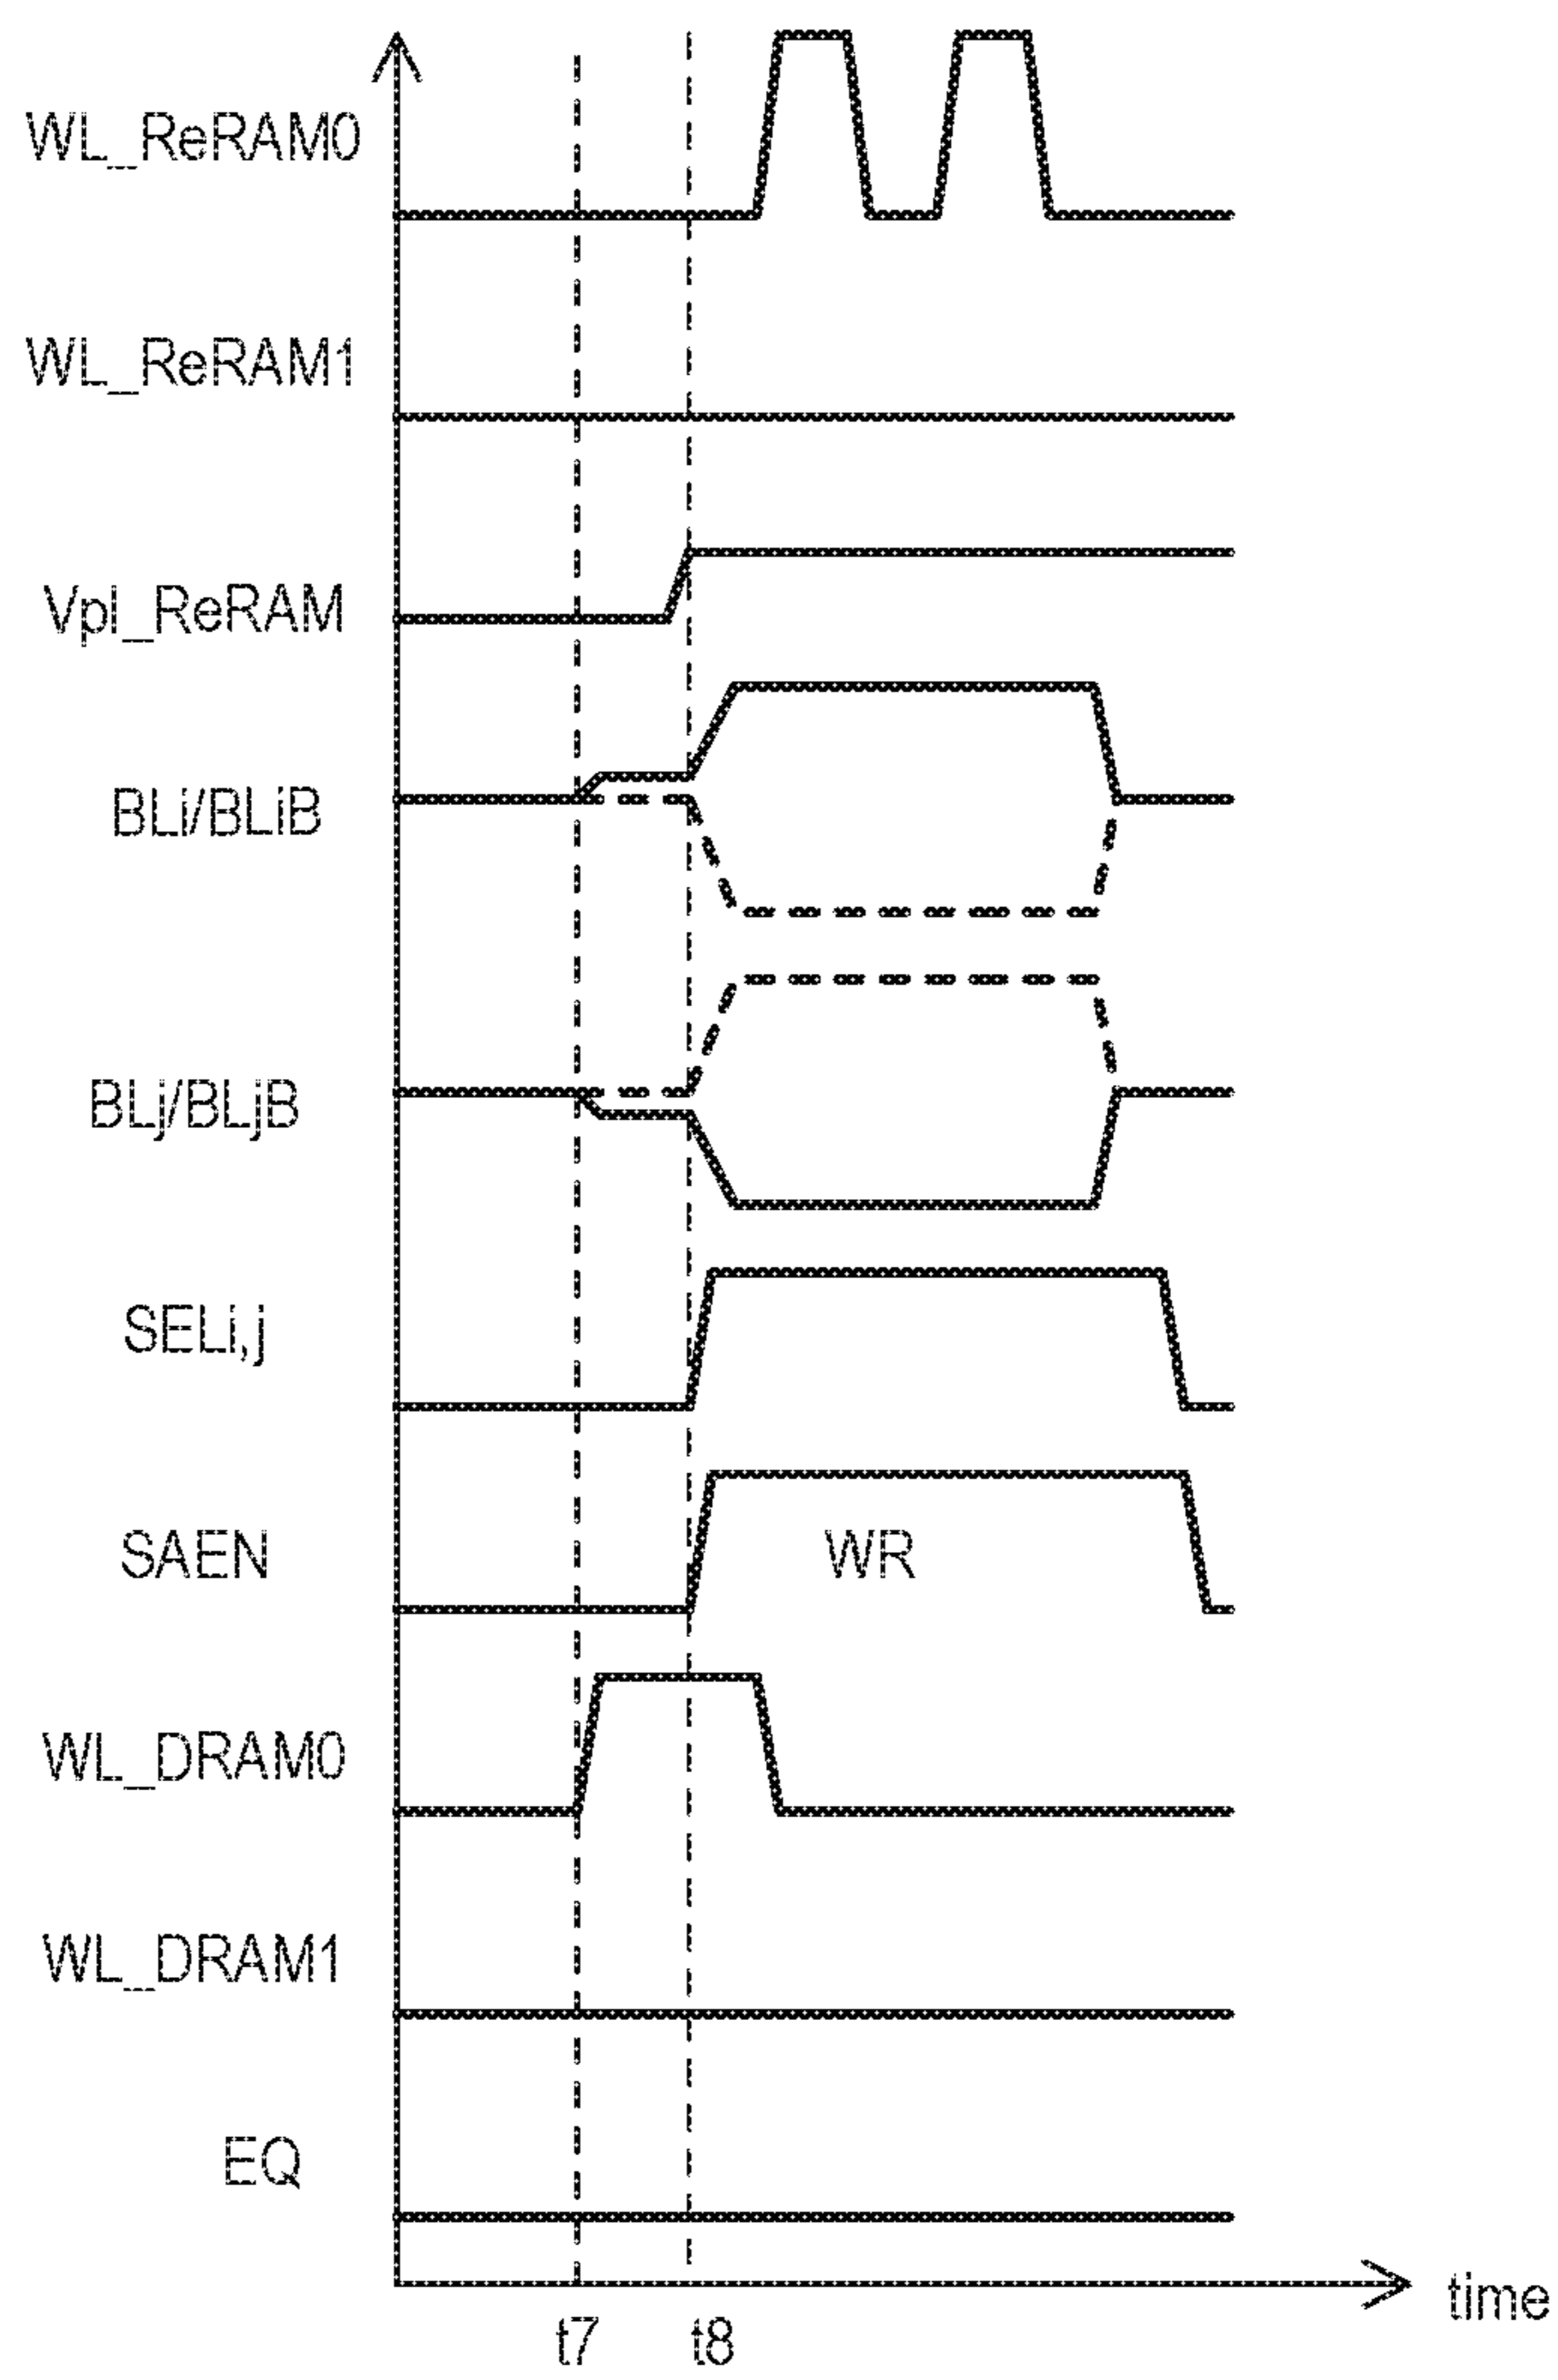 WL_ReRAM0
WL_ReRAM1
Vpl_ReRAM
BLi/BLiB
BLj/BLjB
SELi,j
SAEN
WR
WL_DRAM0
WL_DRAM1
EQ
time
t7
t8